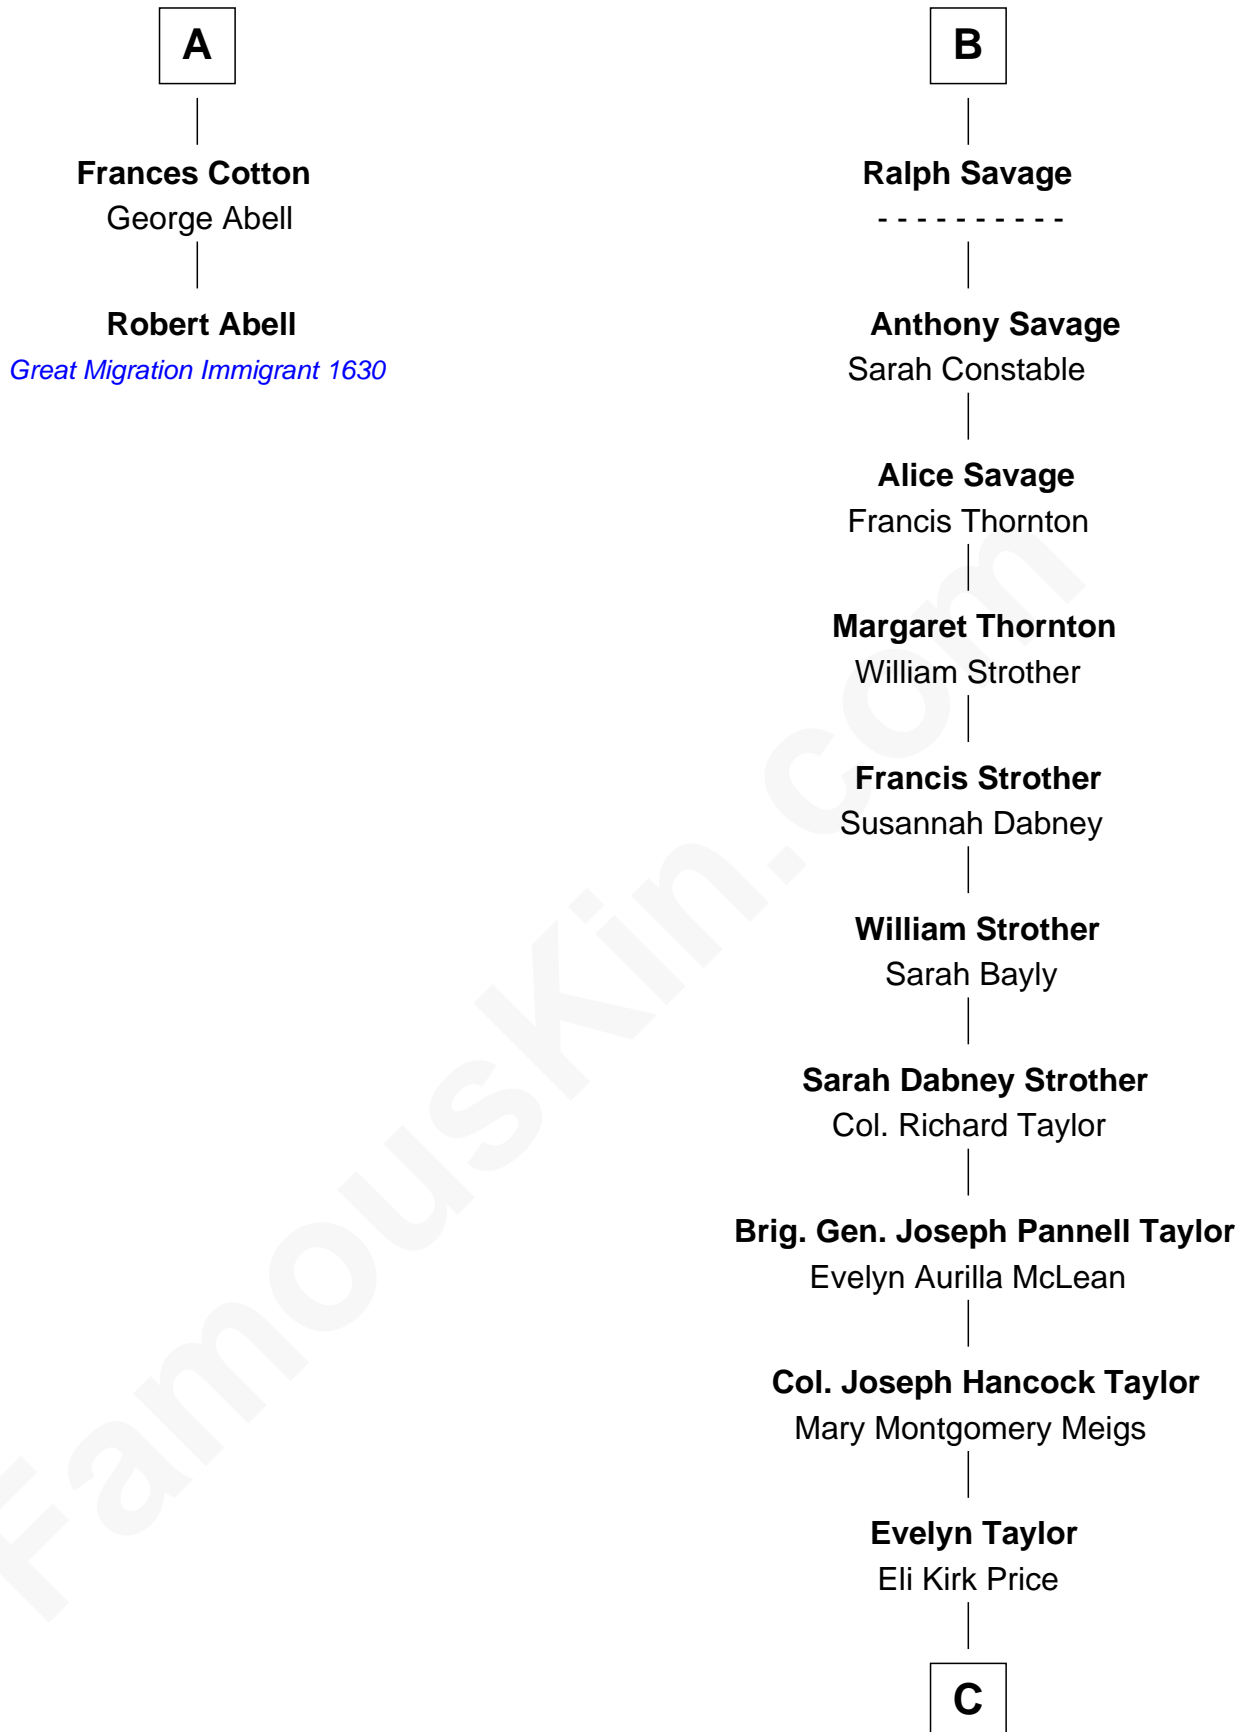 A
Frances Cotton
George Abell
Robert Abell
Great Migration Immigrant 1630
B
Ralph Savage
- - - - - - - - - -
Anthony Savage
Sarah Constable
Alice Savage
Francis Thornton
Margaret Thornton
William Strother
Francis Strother
Susannah Dabney
William Strother
Sarah Bayly
Sarah Dabney Strother
Col. Richard Taylor
Brig. Gen. Joseph Pannell Taylor
Evelyn Aurilla McLean
Col. Joseph Hancock Taylor
Mary Montgomery Meigs
Evelyn Taylor
Eli Kirk Price
C
FamousKin.com